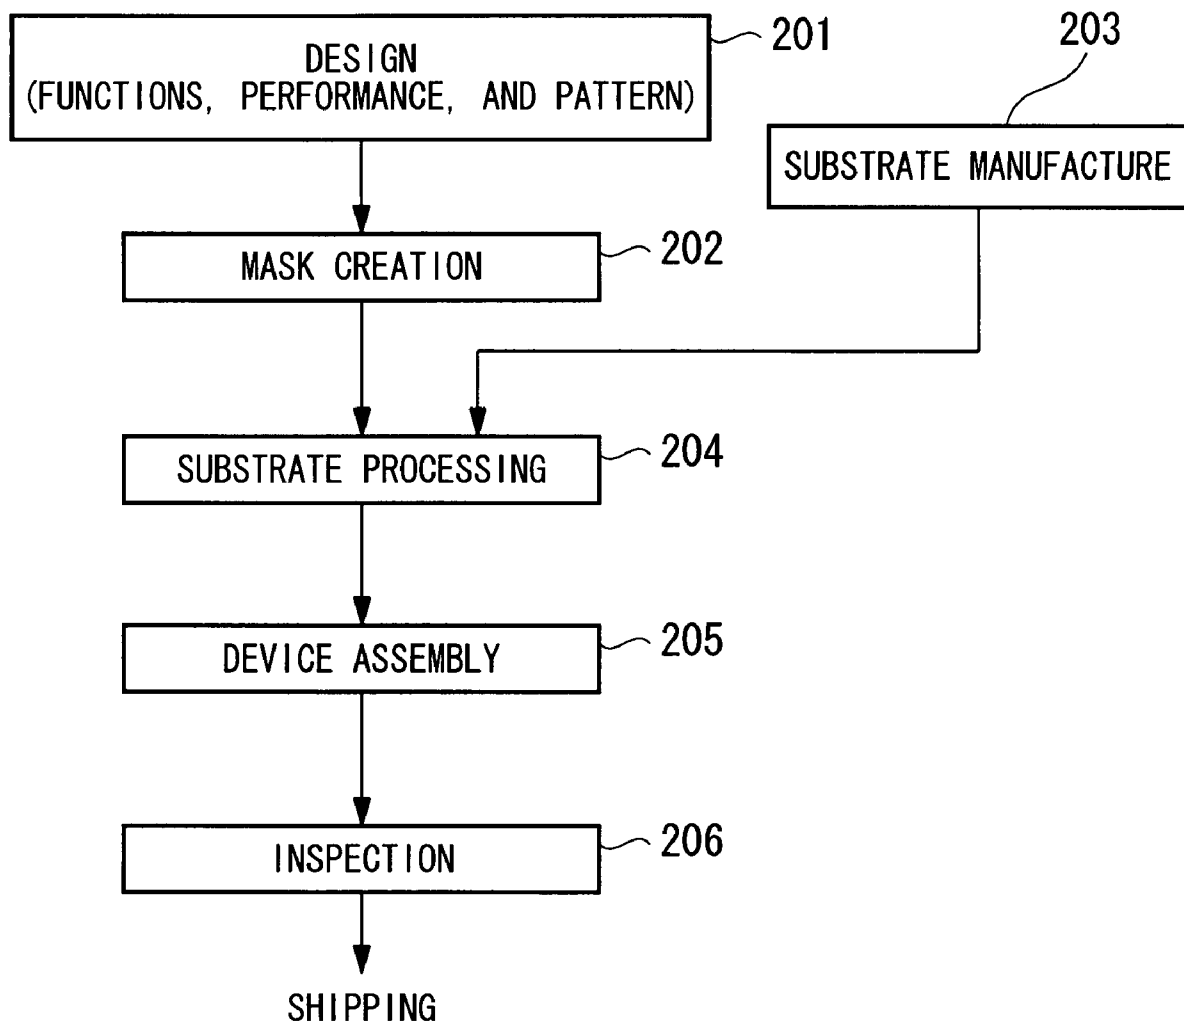 DESIGN
(FUNCTIONS, PERFORMANCE, AND PATTERN)
201
203
SUBSTRATE MANUFACTURE
MASK CREATION
202
SUBSTRATE PROCESSING
204
DEVICE ASSEMBLY
205
INSPECTION
206
SHIPPING